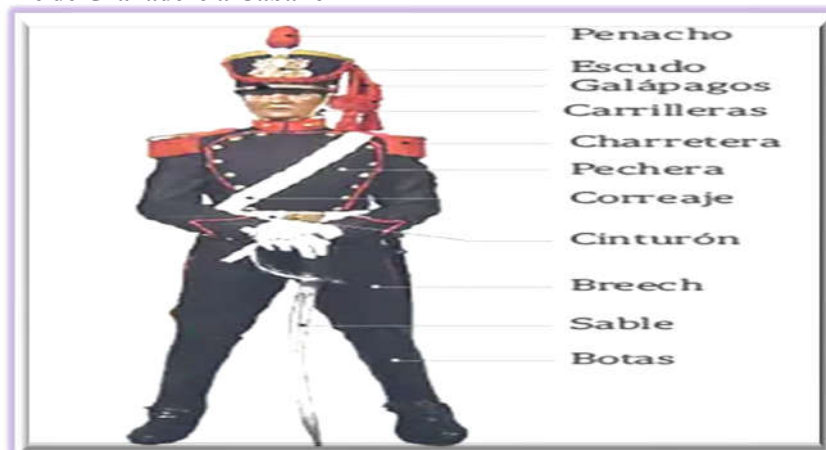 Penacho
Escudo
Galápagos
Carrilleras
Charretera
Pechera
Correaje
Cinturón
Breech
Sable
Botas